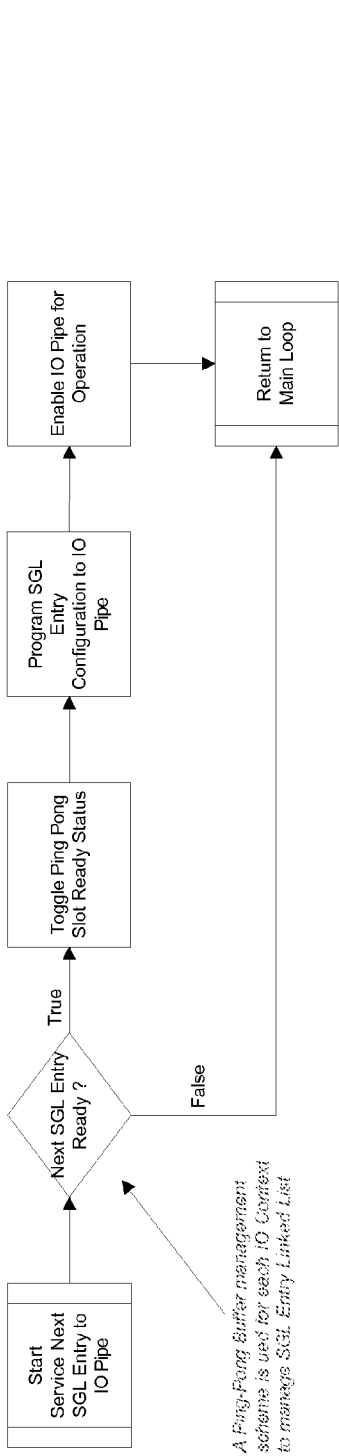 Start
Service Next
SGL Entry to
IO Pipe
Next SGL Entry
Ready ?
True
False
Toggle Ping Pong
Slot Ready Status
Program SGL
Entry
Configuration to IO
Pipe
Enable IO Pipe for
Operation
Return to
Main Loop
A Ping-Pong Buffer management
scheme is ued for each IO Context
to manage SGL Entry Linked List